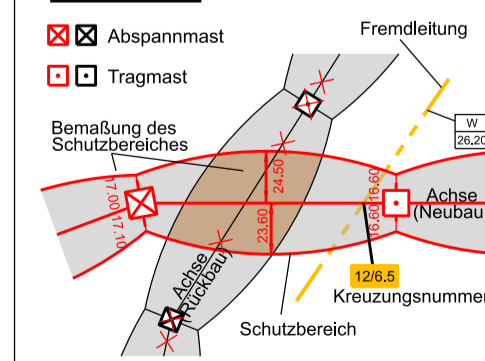 Abspannmast
Tragmast
Fremdleitung
Bemaßung des
Schutzbereiches
W
26.20
17.00
17.10
24.50
23.60
16.60
16.60
Achse
(Neubau
Achse
(Rückbau)
12/6.5
Kreuzungsnummer
Schutzbereich